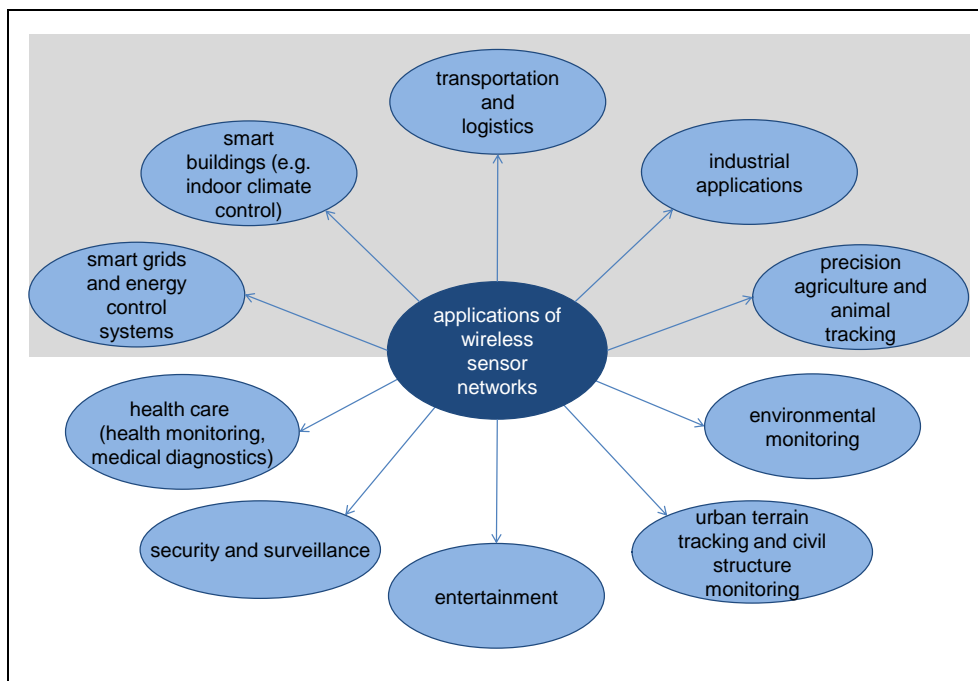 transportation
and
logistics
smart
buildings (e.g.
indoor climate
control)
industrial
applications
smart grids
and energy
control
systems
precision
agriculture and
animal
tracking
applications of
wireless
sensor
networks
health care
(health monitoring,
medical diagnostics)
environmental
monitoring
security and surveillance
urban terrain
tracking and civil
structure
monitoring
entertainment